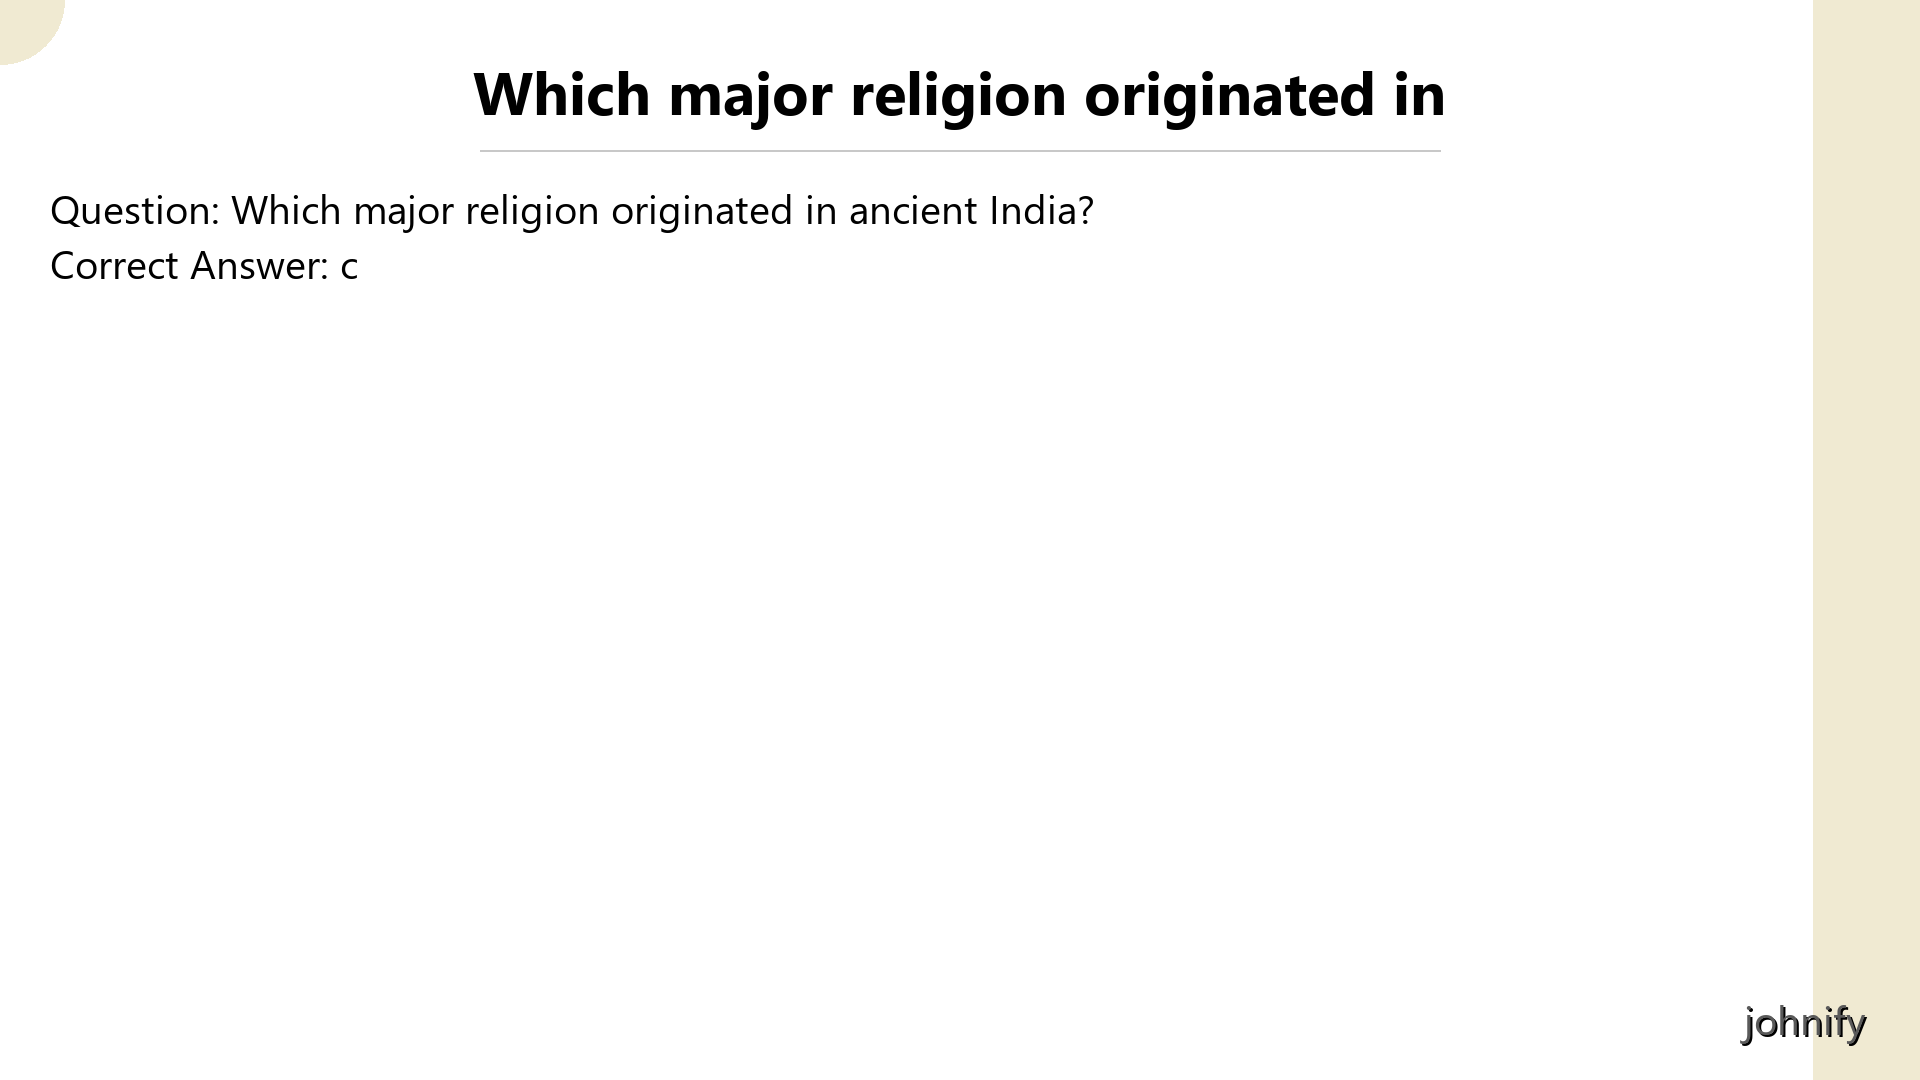 Which major religion originated in
Question: Which major religion originated in ancient India?
Correct Answer: c
johnify